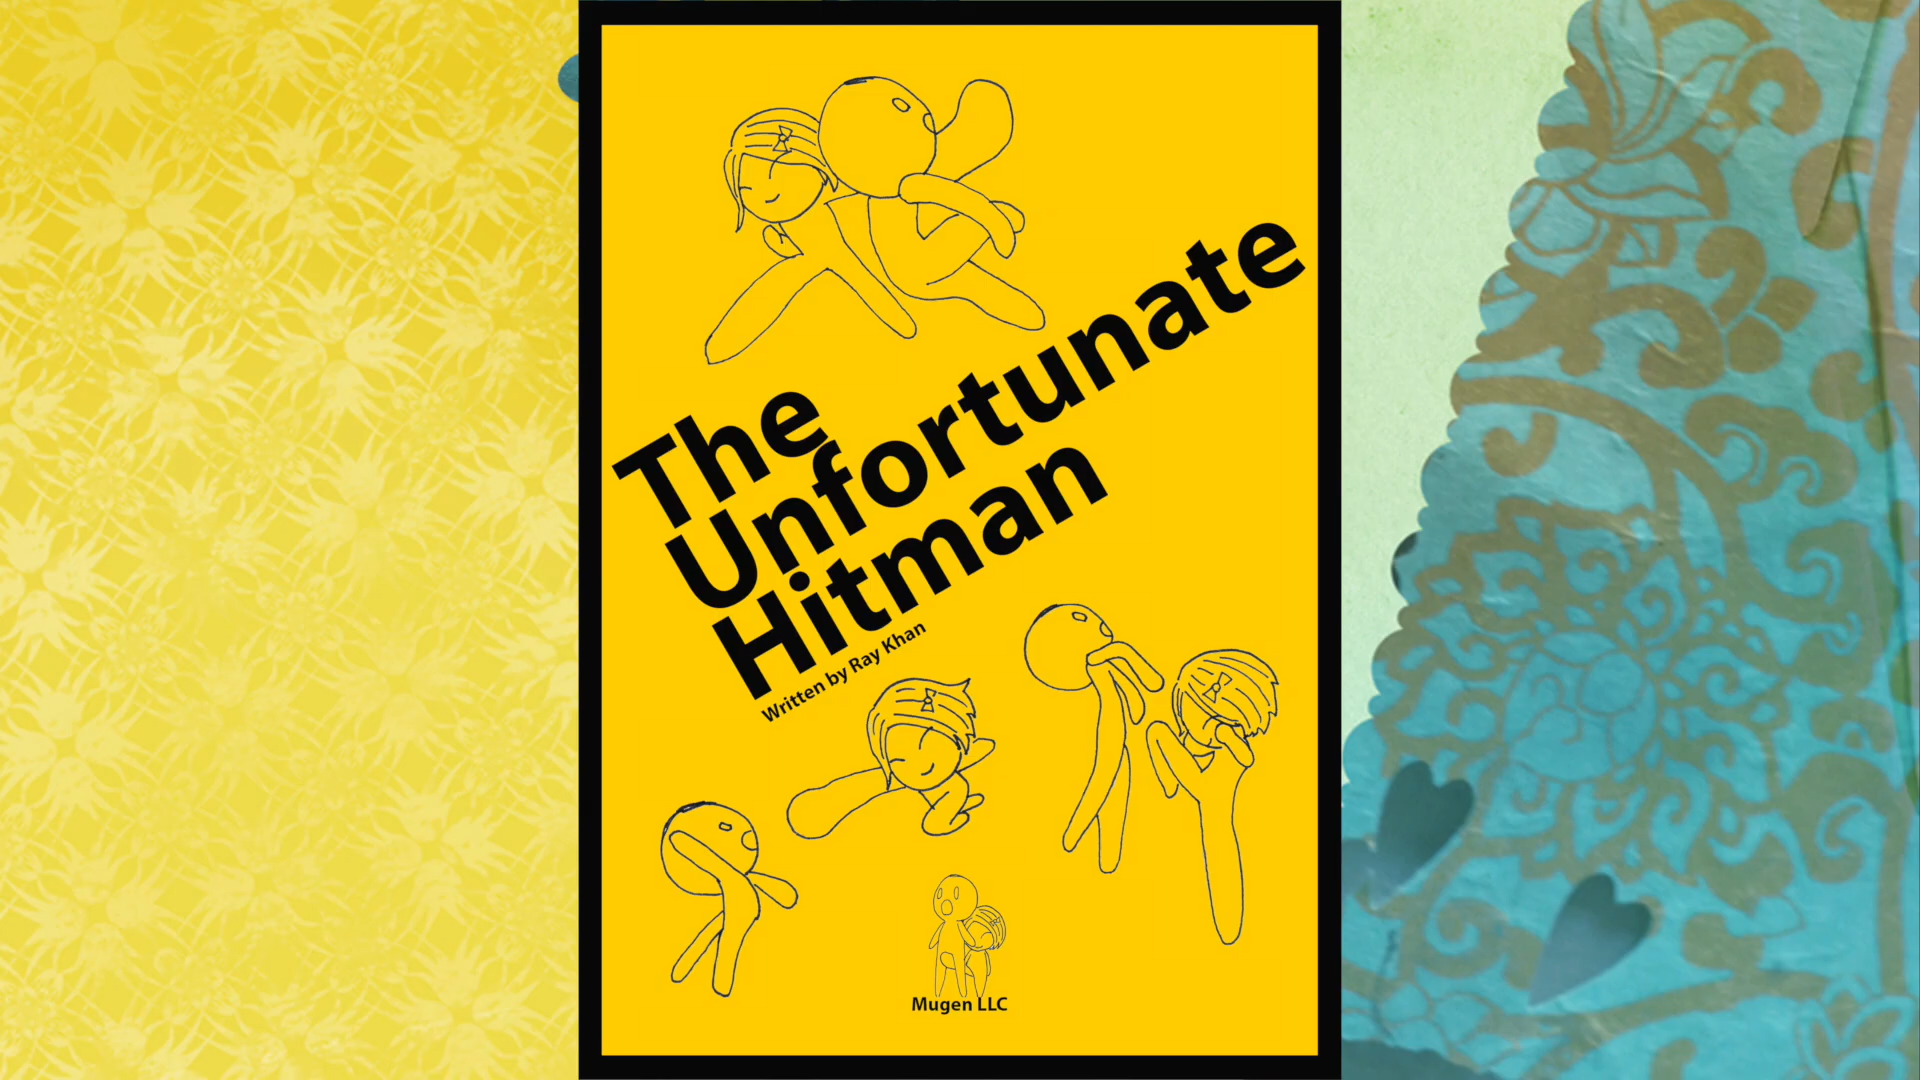 The
Unfortunate
Hitman
Written by Ray Khan
Mugen LLC